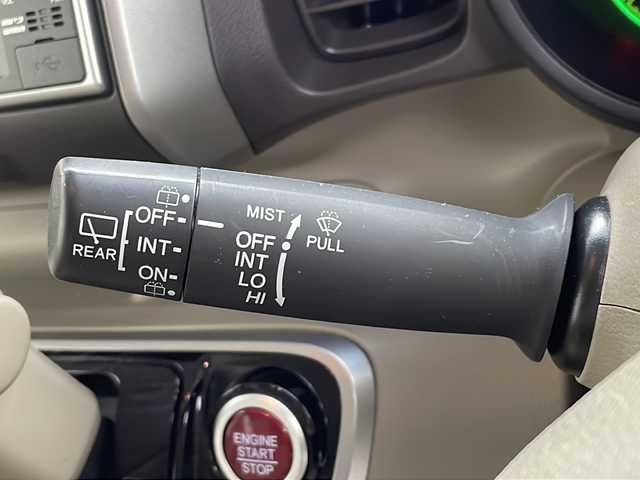 REAR
OFF
INT
ON
MIST
OFF
INT
LO
HI
PULL
ENGINE
START
STOP